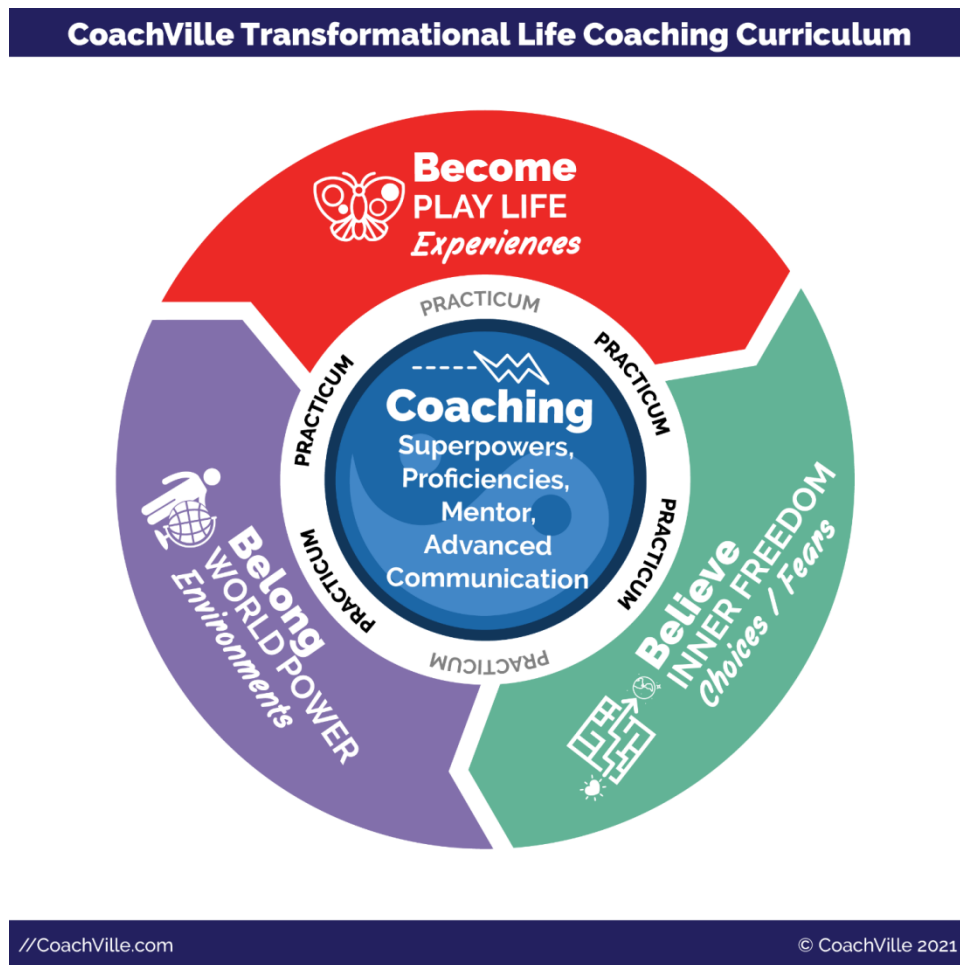 CoachVille Transformational Life Coaching Curriculum
Become
PLAY LIFE
Experiences
PRACTICUM
PRACTICUM
PRACTICUM
Coaching
Superpowers,
Proficiencies,
Mentor,
Advanced
Communication
PRACTICUM
PRACTICUM
PRACTICUM
Believe
INNER FREEDOM
Choices / Fears
BeLong
WORLD POWER
Environments
//CoachVille.com
© CoachVille 2021